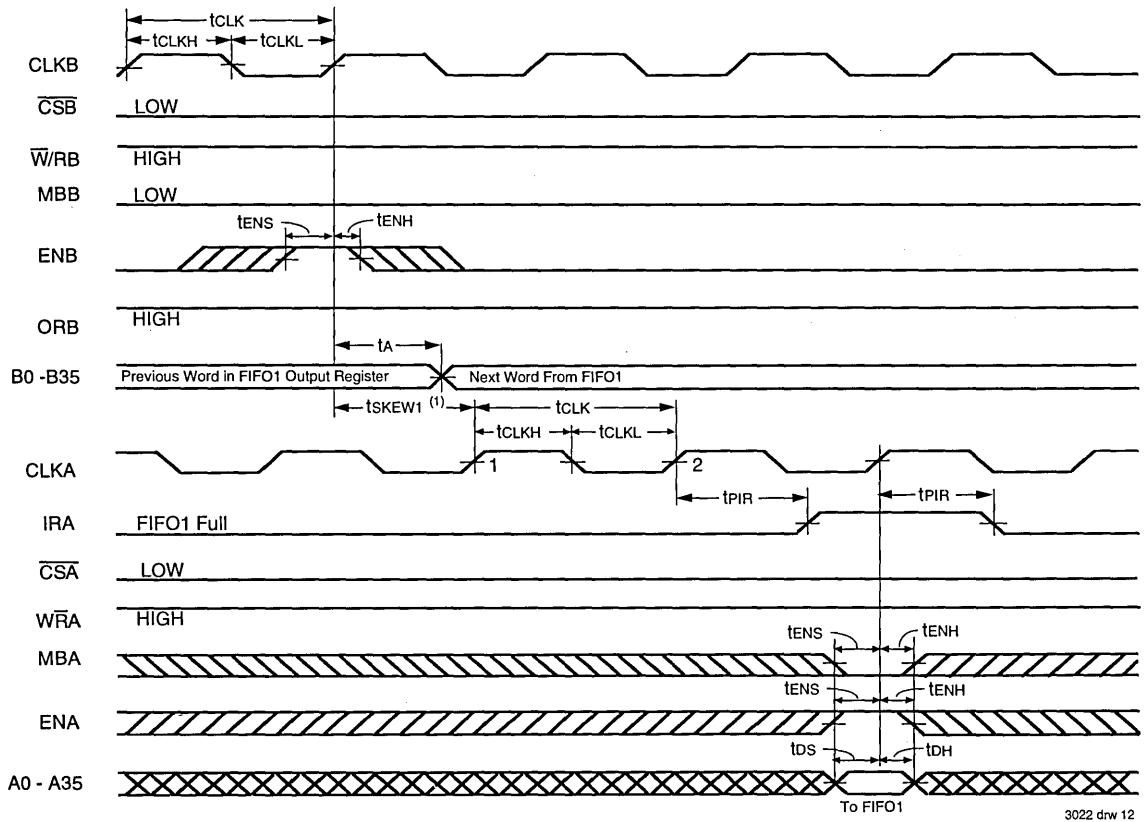 tCLK
tCLKH tCLKL
CLKB
CSB LOW
W/RB HIGH
MBB LOW
tENS tENH
ENB
ORB HIGH
tA
B0 -B35 Previous Word in FIFO1 Output Register Next Word From FIFO1
tSKEW1 (1) tCLK
tCLKH tCLKL
CLKA 1 2
tPIR tPIR
IRA FIFO1 Full
CSA LOW
WRA HIGH
tENS tENH
MBA
tENS tENH
ENA
tDS tDH
A0 - A35
To FIFO1
3022 drw 12